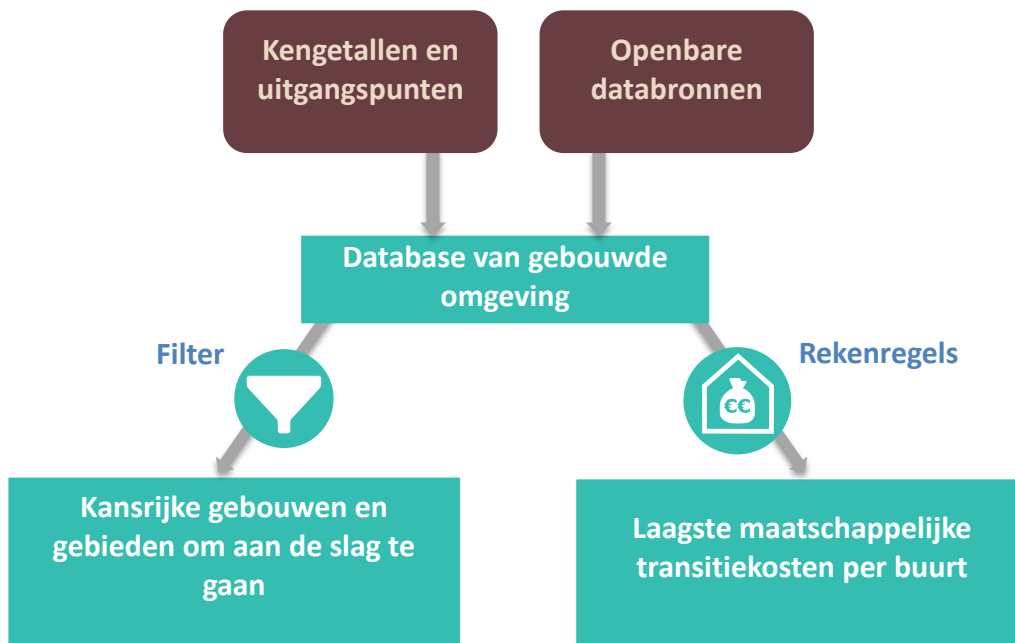 Kengetallen en
uitgangspunten
Openbare
databronnen
Database van gebouwde
omgeving
Filter
Rekenregels
€€
Kansrijke gebouwen en
gebieden om aan de slag te
gaan
Laagste maatschappelijke
transitiekosten per buurt